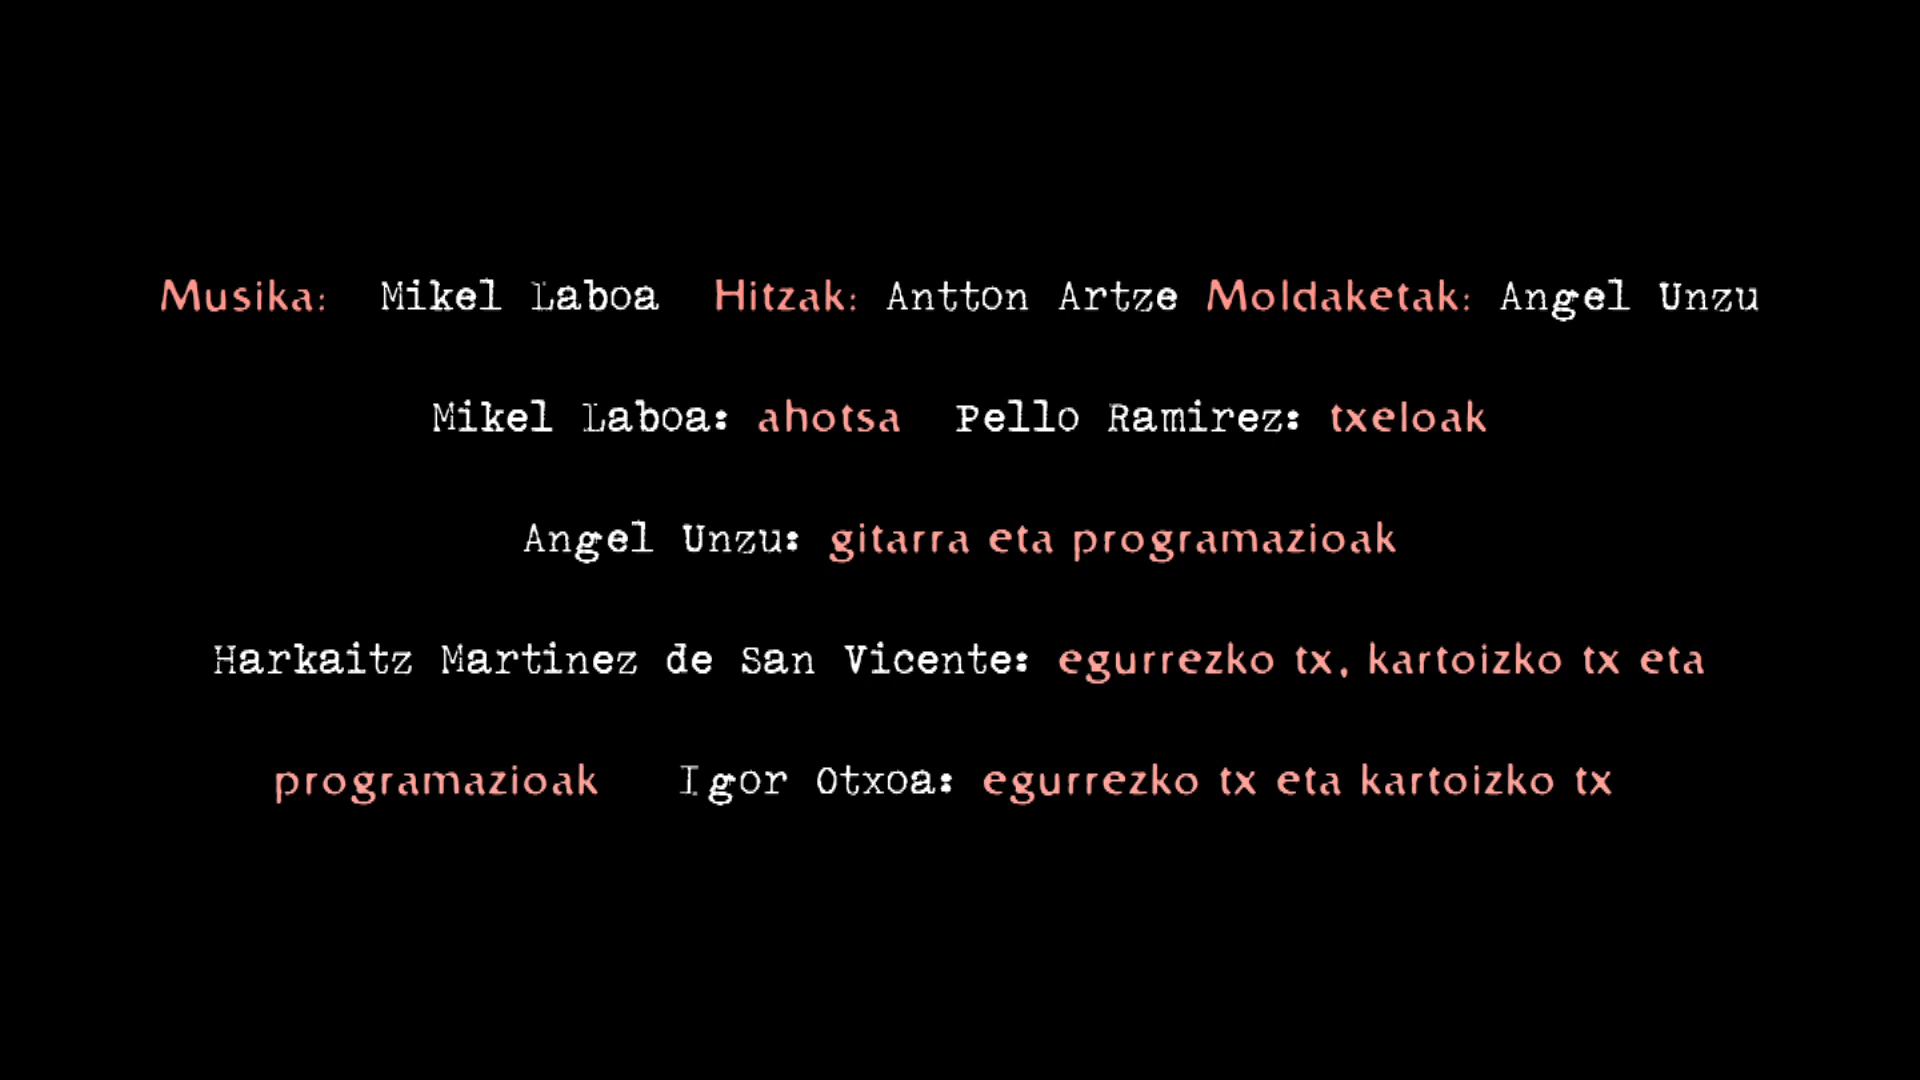 Musika: Mikel Laboa Hitzak: Antton Artze Moldaketak: Angel Unzu
Mikel Laboa: ahotsa Pello Ramirez: txeloak
Angel Unzu: gitarra eta programazioak
Harkaitz Martinez de San Vicente: egurrezko tx, kartoizko tx eta
programazioak Igor Otxoa: egurrezko tx eta kartoizko tx